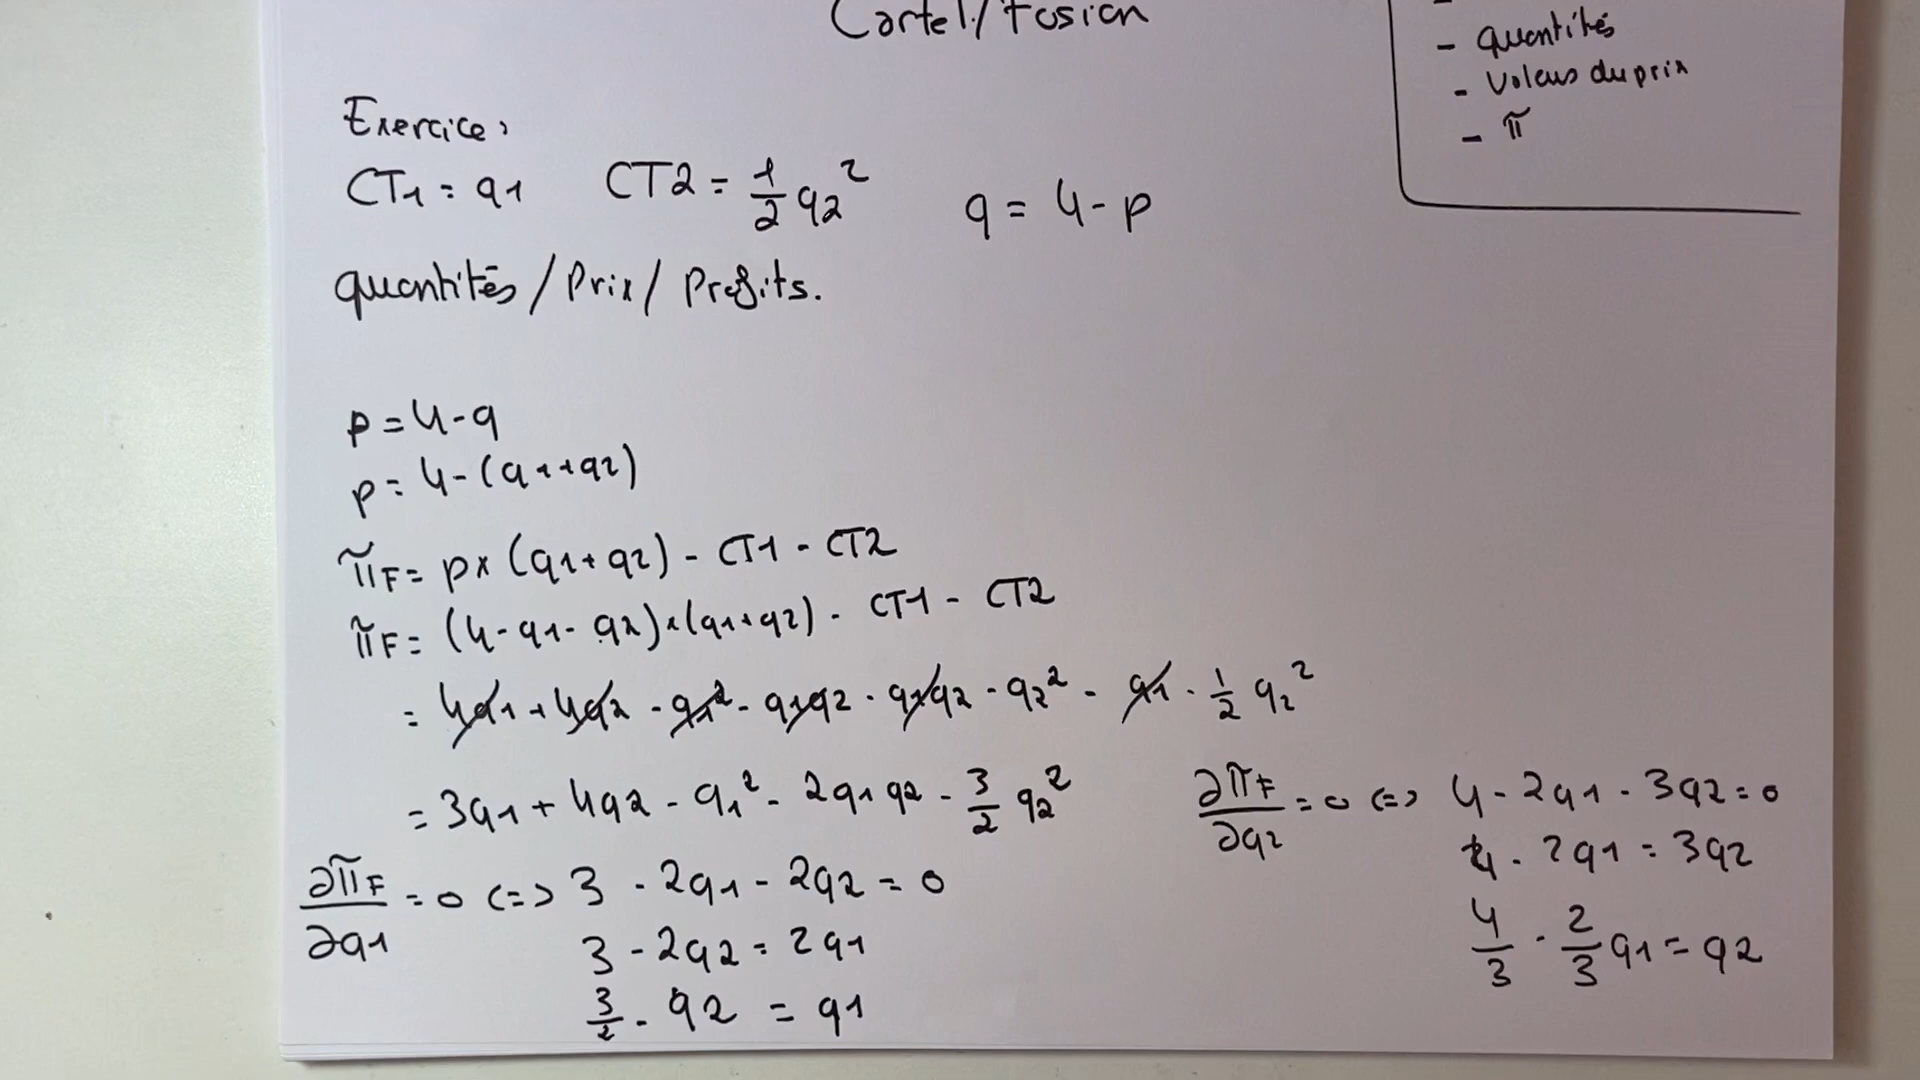 Cartel/Fusion
- quantités
- Valeus du prix
- π
Exercice :
CT1 = q1 CT2 = 1/2 q2² q = 4 - p
quantités / Prix / Profits.
p = 4 - q
p = 4 - (q1 + q2)
πF = p × (q1 + q2) - CT1 - CT2
πF = (4 - q1 - q2) × (q1 + q2) - CT1 - CT2
= 4q1 + 4q2 - q1² - q1q2 - q1q2 - q2² - q1 - 1/2 q2²
= 3q1 + 4q2 - q1² - 2q1q2 - 3/2 q2²
∂πF/∂q1 = 0 <=> 3 - 2q1 - 2q2 = 0
3 - 2q2 = 2q1
3/2 - q2 = q1
∂πF/∂q2 = 0 <=> 4 - 2q1 - 3q2 = 0
4 - 2q1 = 3q2
4/3 - 2/3 q1 = q2